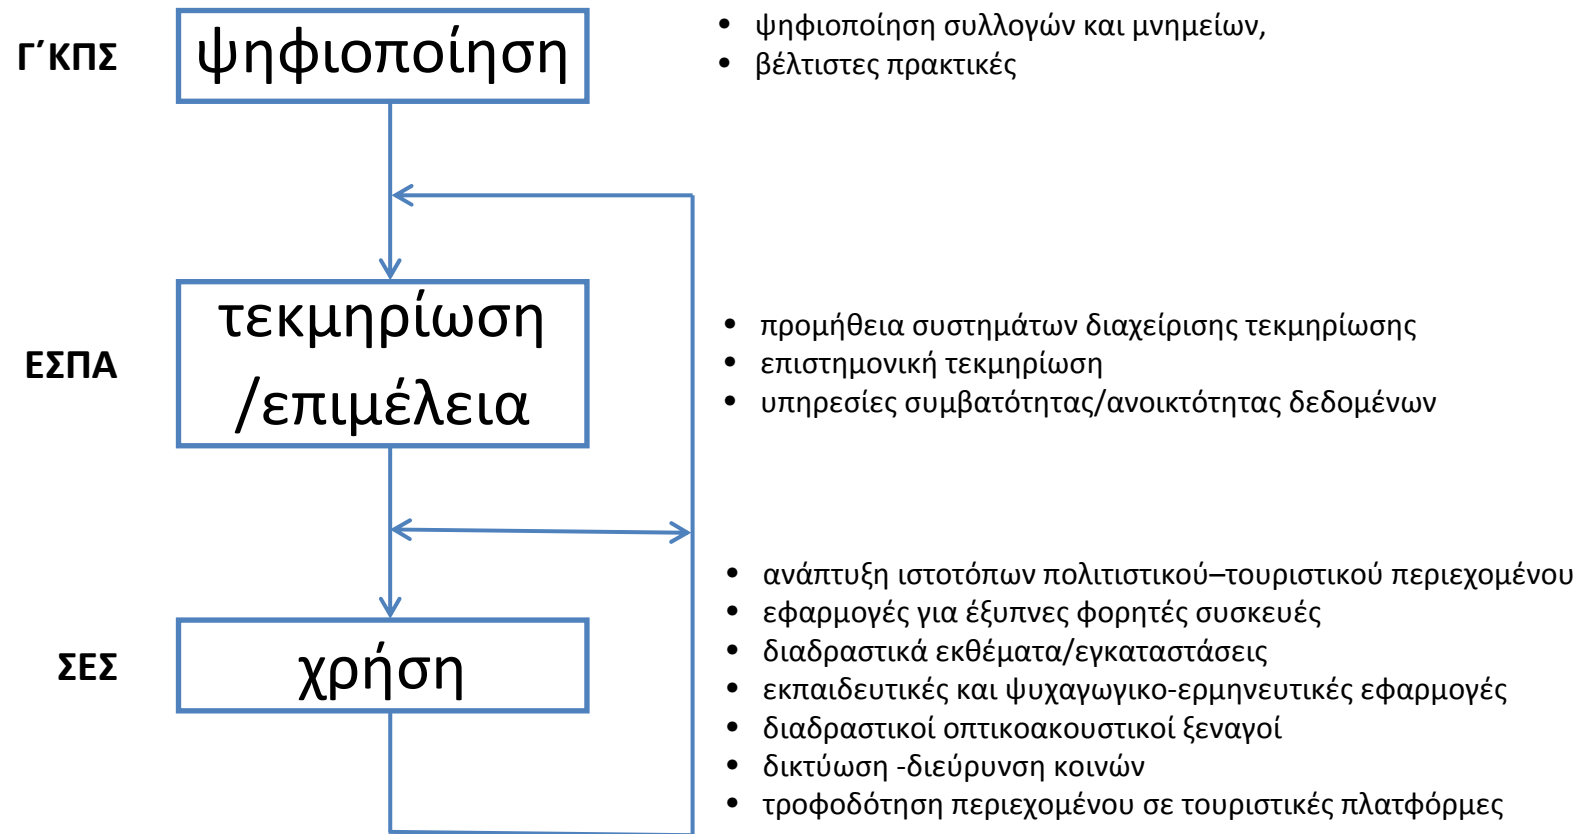 Γ΄ΚΠΣ
ψηφιοποίηση
• ψηφιοποίηση συλλογών και μνημείων,
• βέλτιστες πρακτικές
ΕΣΠΑ
τεκμηρίωση
/επιμέλεια
• προμήθεια συστημάτων διαχείρισης τεκμηρίωσης
• επιστημονική τεκμηρίωση
• υπηρεσίες συμβατότητας/ανοικτότητας δεδομένων
ΣΕΣ
χρήση
• ανάπτυξη ιστοτόπων πολιτιστικού–τουριστικού περιεχομένου
• εφαρμογές για έξυπνες φορητές συσκευές
• διαδραστικά εκθέματα/εγκαταστάσεις
• εκπαιδευτικές και ψυχαγωγικο-ερμηνευτικές εφαρμογές
• διαδραστικοί οπτικοακουστικοί ξεναγοί
• δικτύωση -διεύρυνση κοινών
• τροφοδότηση περιεχομένου σε τουριστικές πλατφόρμες